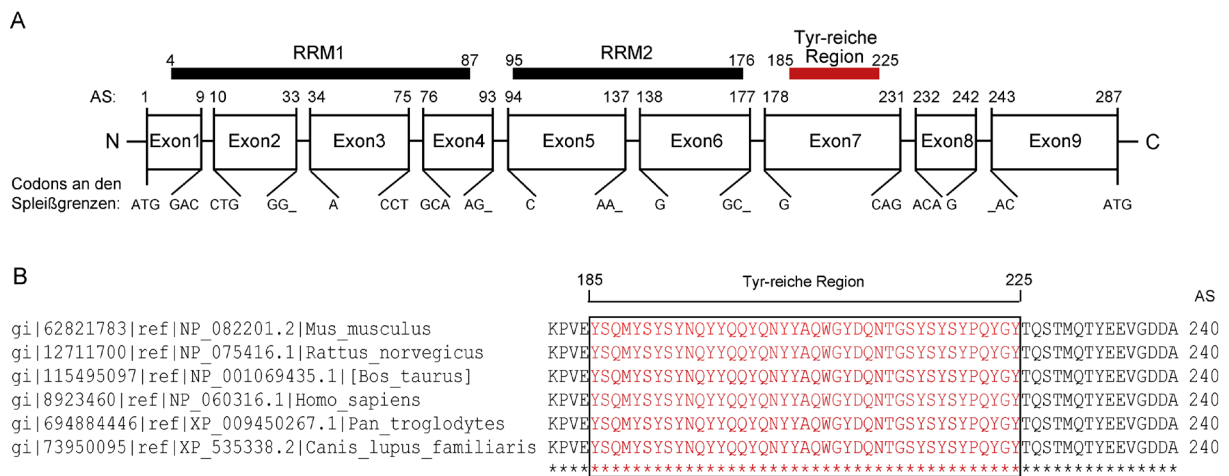 A
RRM1
RRM2
Tyr-reiche
Region
4 87 95 176 185 225
AS: 1 9 10 33 34 75 76 93 94 137 138 177 178 231 232 242 243 287
N Exon1 Exon2 Exon3 Exon4 Exon5 Exon6 Exon7 Exon8 Exon9 C
Codons an den
Spleißgrenzen: ATG GAC CTG GG_ A CCT GCA AG_ C AA_ G GC_ G CAG ACA G _AC ATG
B
185 Tyr-reiche Region 225
AS
gi|62821783|ref|NP_082201.2|Mus_musculus KPVEYSQMYSYSYNQYYQQYQNYYAQWGYDQNTGSYSYSYPQYGYTQSTMQTYEEVGDDA 240
gi|12711700|ref|NP_075416.1|Rattus_norvegicus KPVEYSQMYSYSYNQYYQQYQNYYAQWGYDQNTGSYSYSYPQYGYTQSTMQTYEEVGDDA 240
gi|115495097|ref|NP_001069435.1|[Bos_taurus] KPVEYSQMYSYSYNQYYQQYQNYYAQWGYDQNTGSYSYSYPQYGYTQSTMQTYEEVGDDA 240
gi|8923460|ref|NP_060316.1|Homo_sapiens KPVEYSQMYSYSYNQYYQQYQNYYAQWGYDQNTGSYSYSYPQYGYTQSTMQTYEEVGDDA 240
gi|694884446|ref|XP_009450267.1|Pan_troglodytes KPVEYSQMYSYSYNQYYQQYQNYYAQWGYDQNTGSYSYSYPQYGYTQSTMQTYEEVGDDA 240
gi|73950095|ref|XP_535338.2|Canis_lupus_familiaris KPVEYSQMYSYSYNQYYQQYQNYYAQWGYDQNTGSYSYSYPQYGYTQSTMQTYEEVGDDA 240
************************************************************